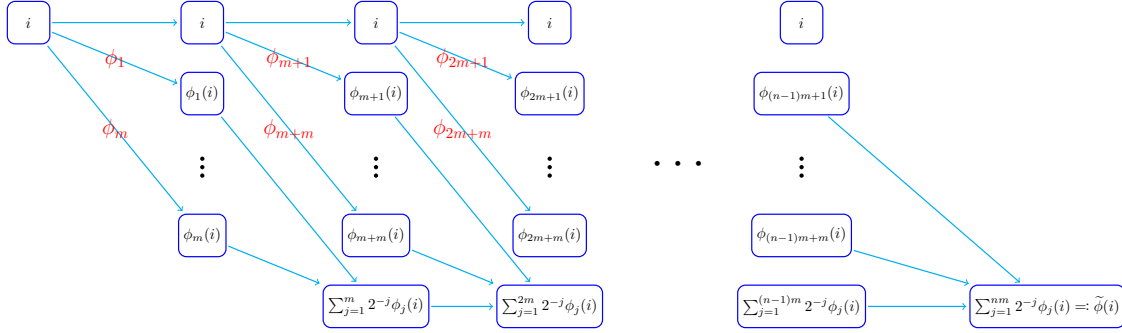 i i i i i
ϕ_1 ϕ_{m+1} ϕ_{2m+1}
ϕ_1(i) ϕ_{m+1}(i) ϕ_{2m+1}(i) ϕ_{(n−1)m+1}(i)
ϕ_m ϕ_{m+m} ϕ_{2m+m}
⋮ ⋮ ⋮ · · · ⋮
ϕ_m(i) ϕ_{m+m}(i) ϕ_{2m+m}(i) ϕ_{(n−1)m+m}(i)
∑_{j=1}^{m} 2^{−j}ϕ_j(i) ∑_{j=1}^{2m} 2^{−j}ϕ_j(i) ∑_{j=1}^{(n−1)m} 2^{−j}ϕ_j(i) ∑_{j=1}^{nm} 2^{−j}ϕ_j(i) =: \widetilde{ϕ}(i)